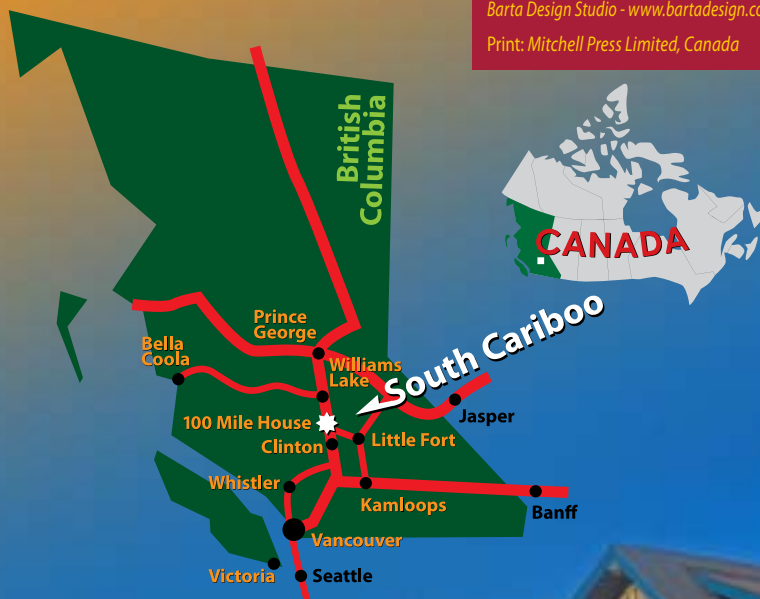 Barta Design Studio - www.bartadesign.co
Print: Mitchell Press Limited, Canada
British
Columbia
CANADA
South Cariboo
Prince
George
Bella
Coola
Williams
Lake
Jasper
100 Mile House
Little Fort
Clinton
Whistler
Kamloops
Banff
Vancouver
Victoria
Seattle